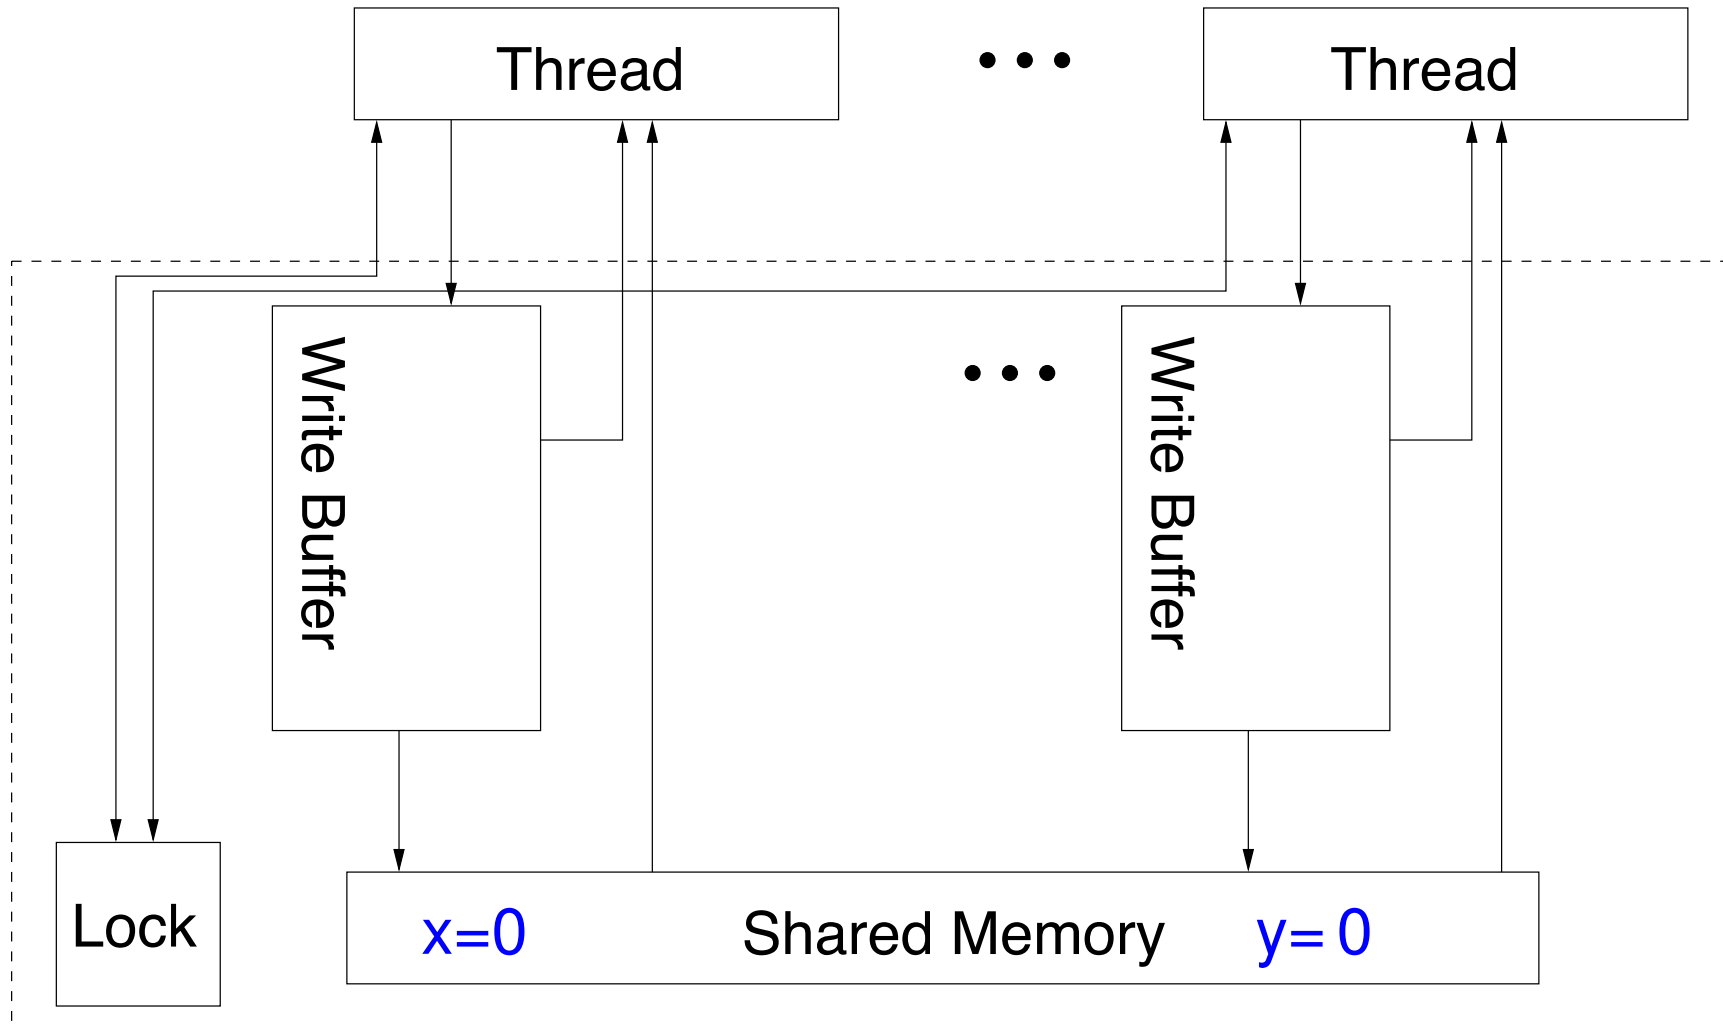 Thread
Thread
Write Buffer
Write Buffer
Lock
x=0
Shared Memory
y= 0